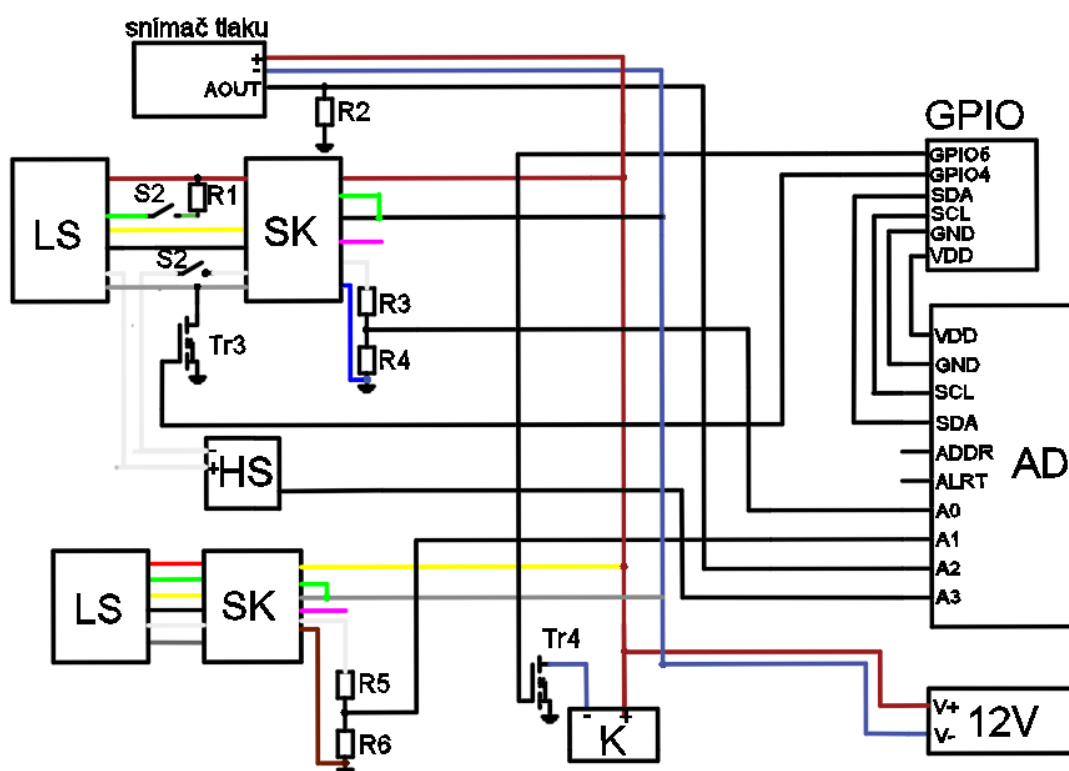 snímač tlaku
+
-
AOUT
R2
GPIO
GPIO6
GPIO4
SDA
SCL
GND
VDD
LS
S2
R1
S2
SK
R3
R4
Tr3
VDD
GND
SCL
SDA
ADDR
ALRT
A0
A1
A2
A3
AD
-
+
HS
LS
SK
R5
R6
Tr4
-
+
K
V+
V-
12V